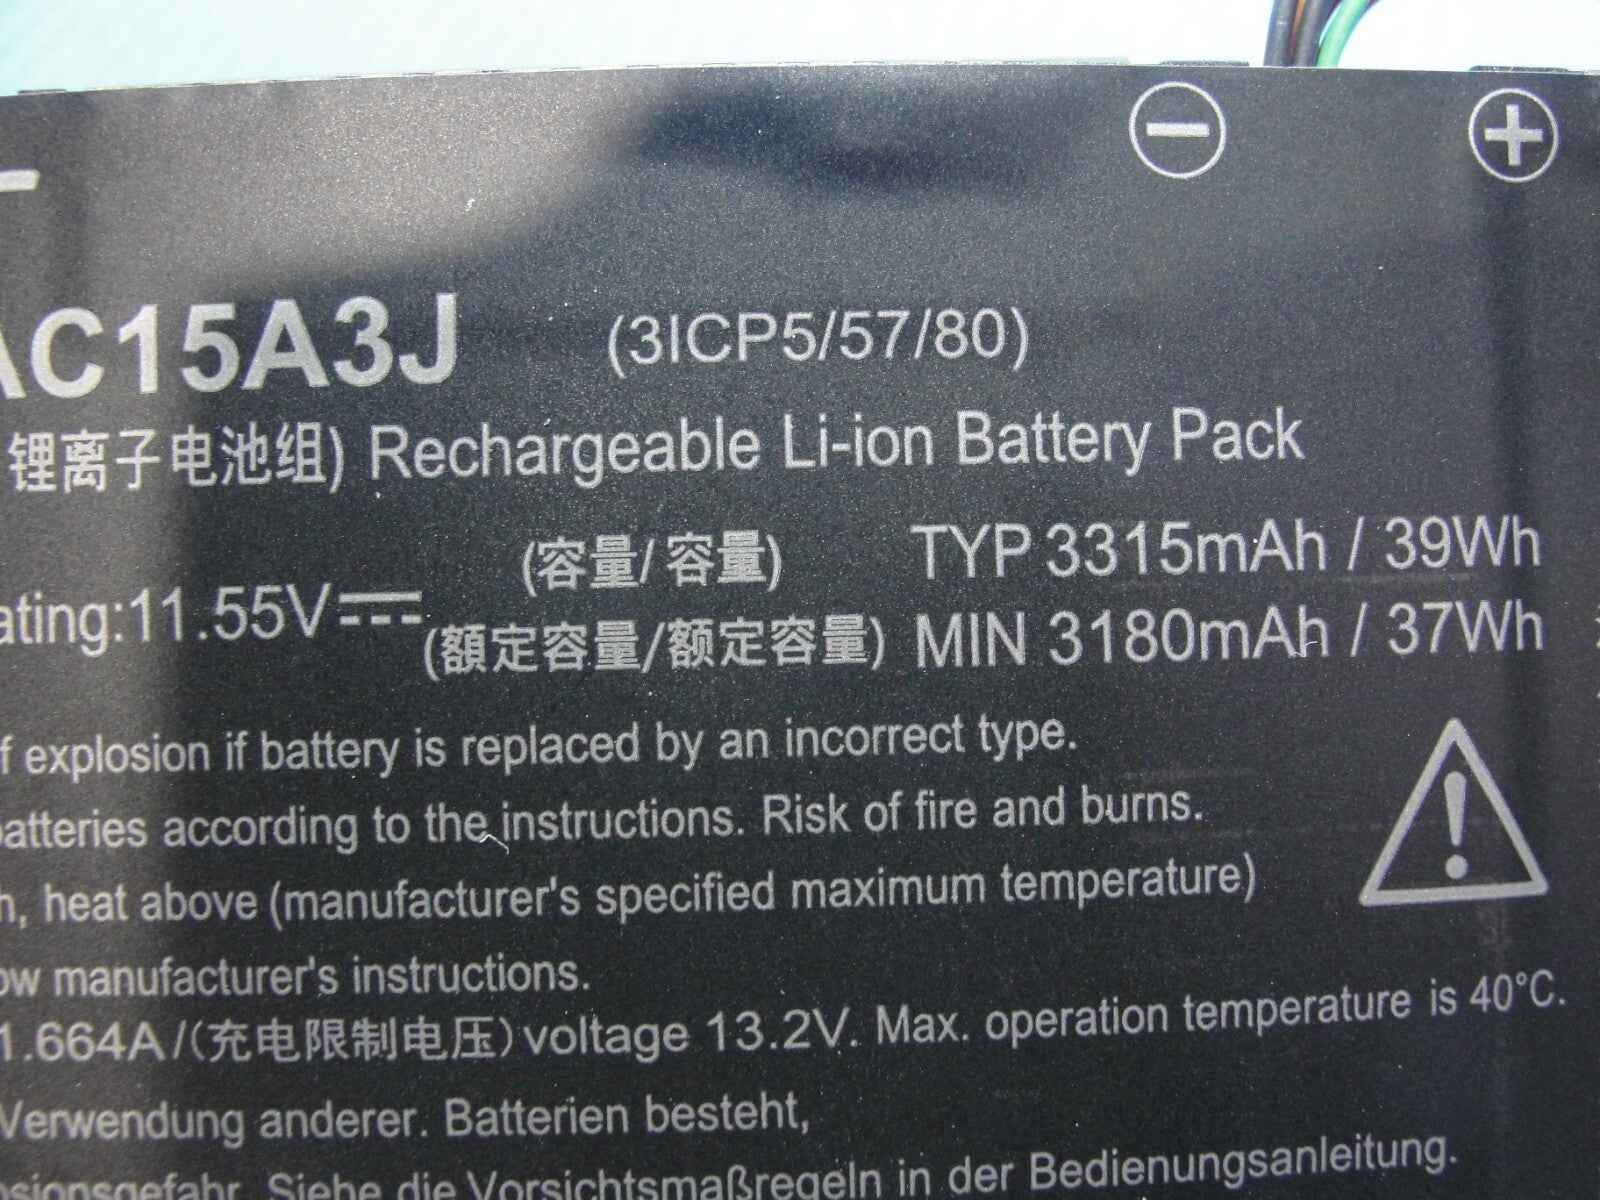 AC15A3J (3ICP5/57/80)
锂离子电池组) Rechargeable Li-ion Battery Pack
(容量/ 容量) TYP 3315mAh / 39Wh
ating:11.55V
(額定容量/额定容量) MIN 3180mAh / 37Wh
f explosion if battery is replaced by an incorrect type.
batteries according to the instructions. Risk of fire and burns.
h, heat above (manufacturer's specified maximum temperature)
ow manufacturer's instructions.
1.664A/(充电限制电压) voltage 13.2V. Max. operation temperature is 40°C.
Verwendung anderer. Batterien besteht,
sionsgefahr. Siehe die Vorsichtsmaßregeln in der Bedienungsanleitung.